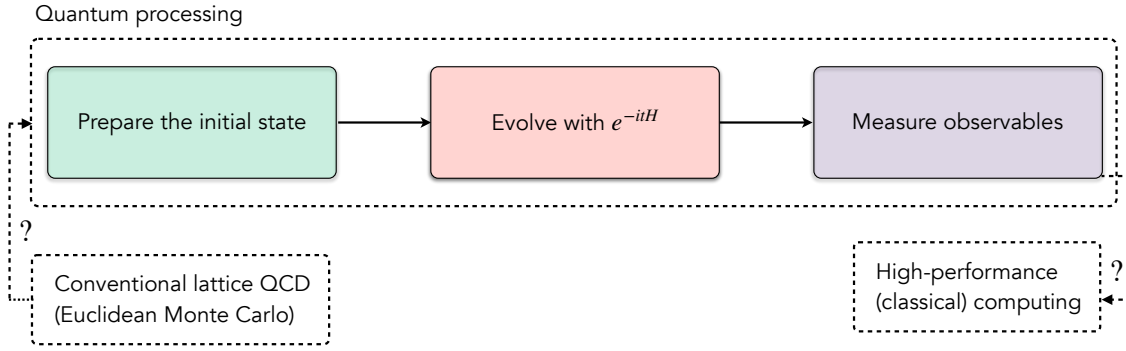 Quantum processing
Prepare the initial state
Evolve with e^{-itH}
Measure observables
?
Conventional lattice QCD
(Euclidean Monte Carlo)
High-performance
(classical) computing
?